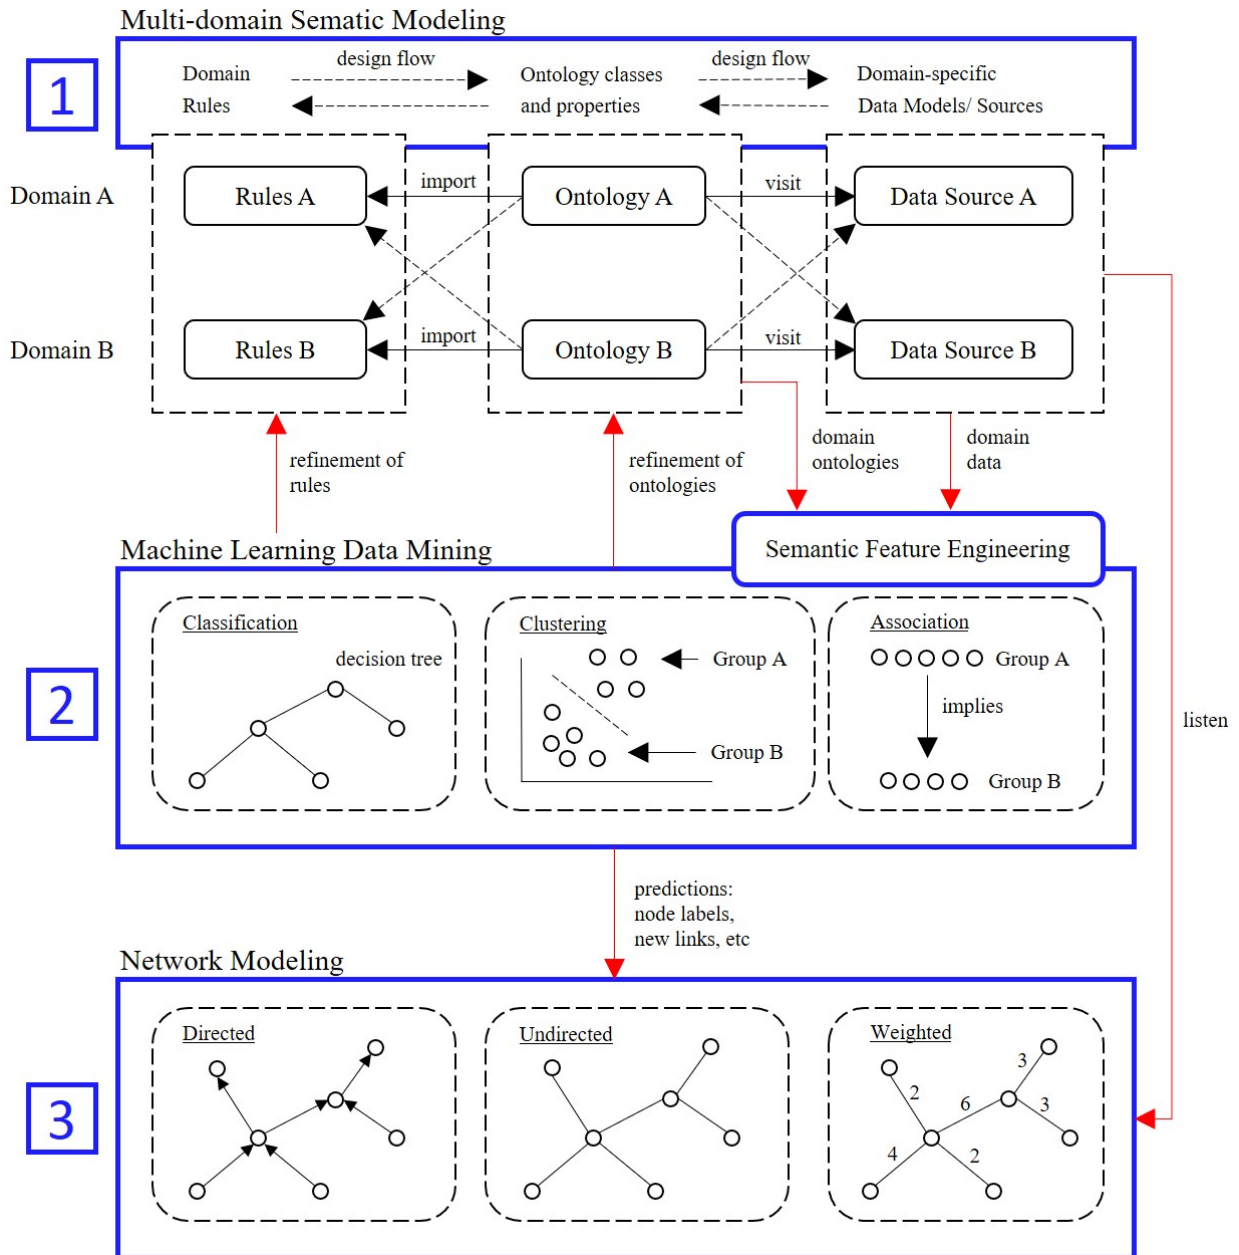 Multi-domain Sematic Modeling
1
Domain
Rules
design flow
Ontology classes
and properties
design flow
Domain-specific
Data Models/ Sources
Domain A
Rules A
import
Ontology A
visit
Data Source A
Domain B
Rules B
import
Ontology B
visit
Data Source B
refinement of
rules
refinement of
ontologies
domain
ontologies
domain
data
Machine Learning Data Mining
Semantic Feature Engineering
2
Classification
decision tree
Clustering
Group A
Group B
Association
Group A
implies
Group B
listen
predictions:
node labels,
new links, etc
Network Modeling
3
Directed
Undirected
Weighted
3
2
6
3
4
2